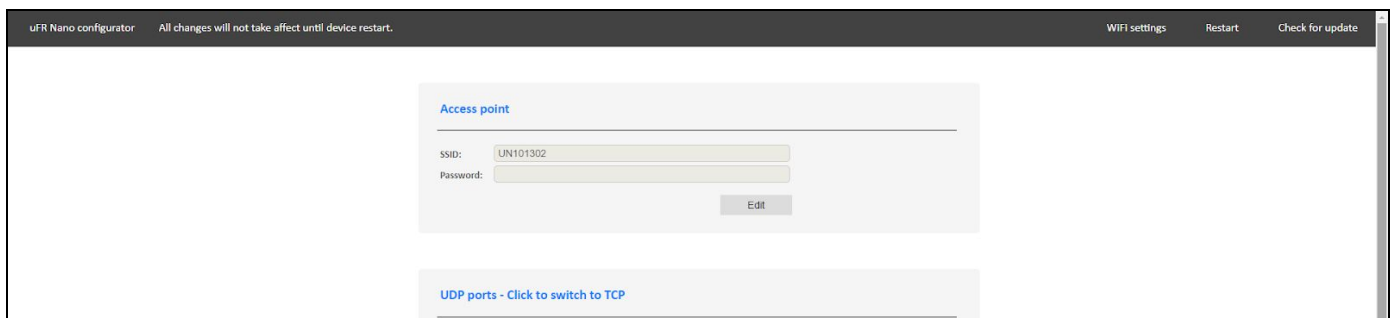 uFR Nano configurator All changes will not take affect until device restart. WiFi settings Restart Check for update
Access point
SSID: UN101302
Password:
Edit
UDP ports - Click to switch to TCP